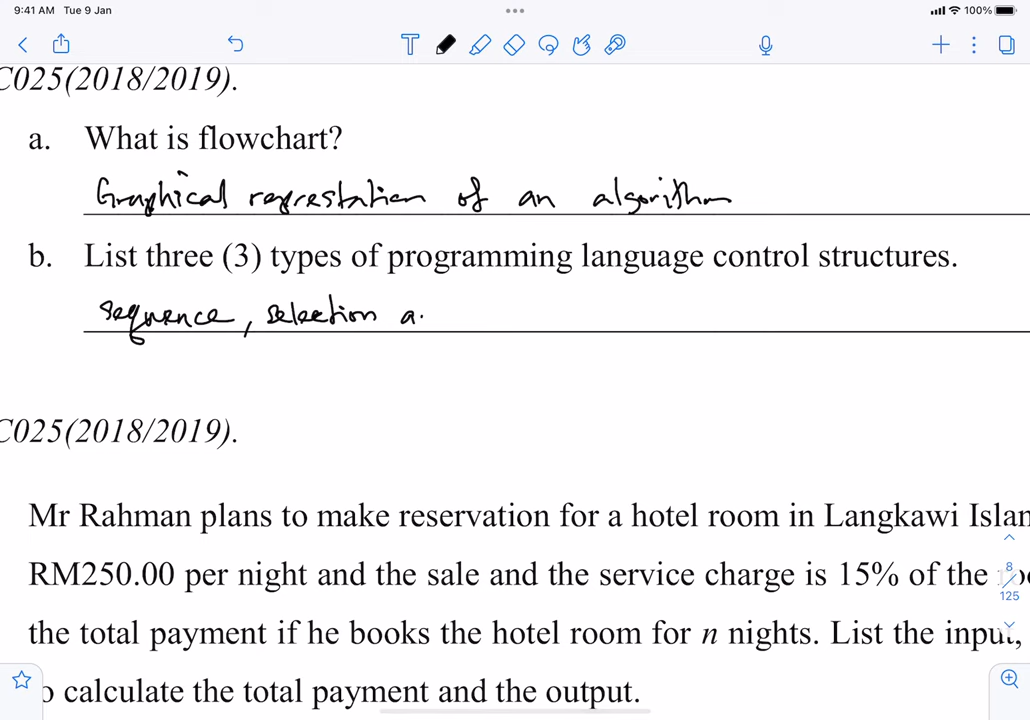 9:41 AM Tue 9 Jan
100%
C025(2018/2019).
a. What is flowchart?
Graphical represtation of an algorithm
b. List three (3) types of programming language control structures.
sequence, selection a
C025(2018/2019).
Mr Rahman plans to make reservation for a hotel room in Langkawi Islan
RM250.00 per night and the sale and the service charge is 15% of the
8
125
the total payment if he books the hotel room for n nights. List the input,
o calculate the total payment and the output.